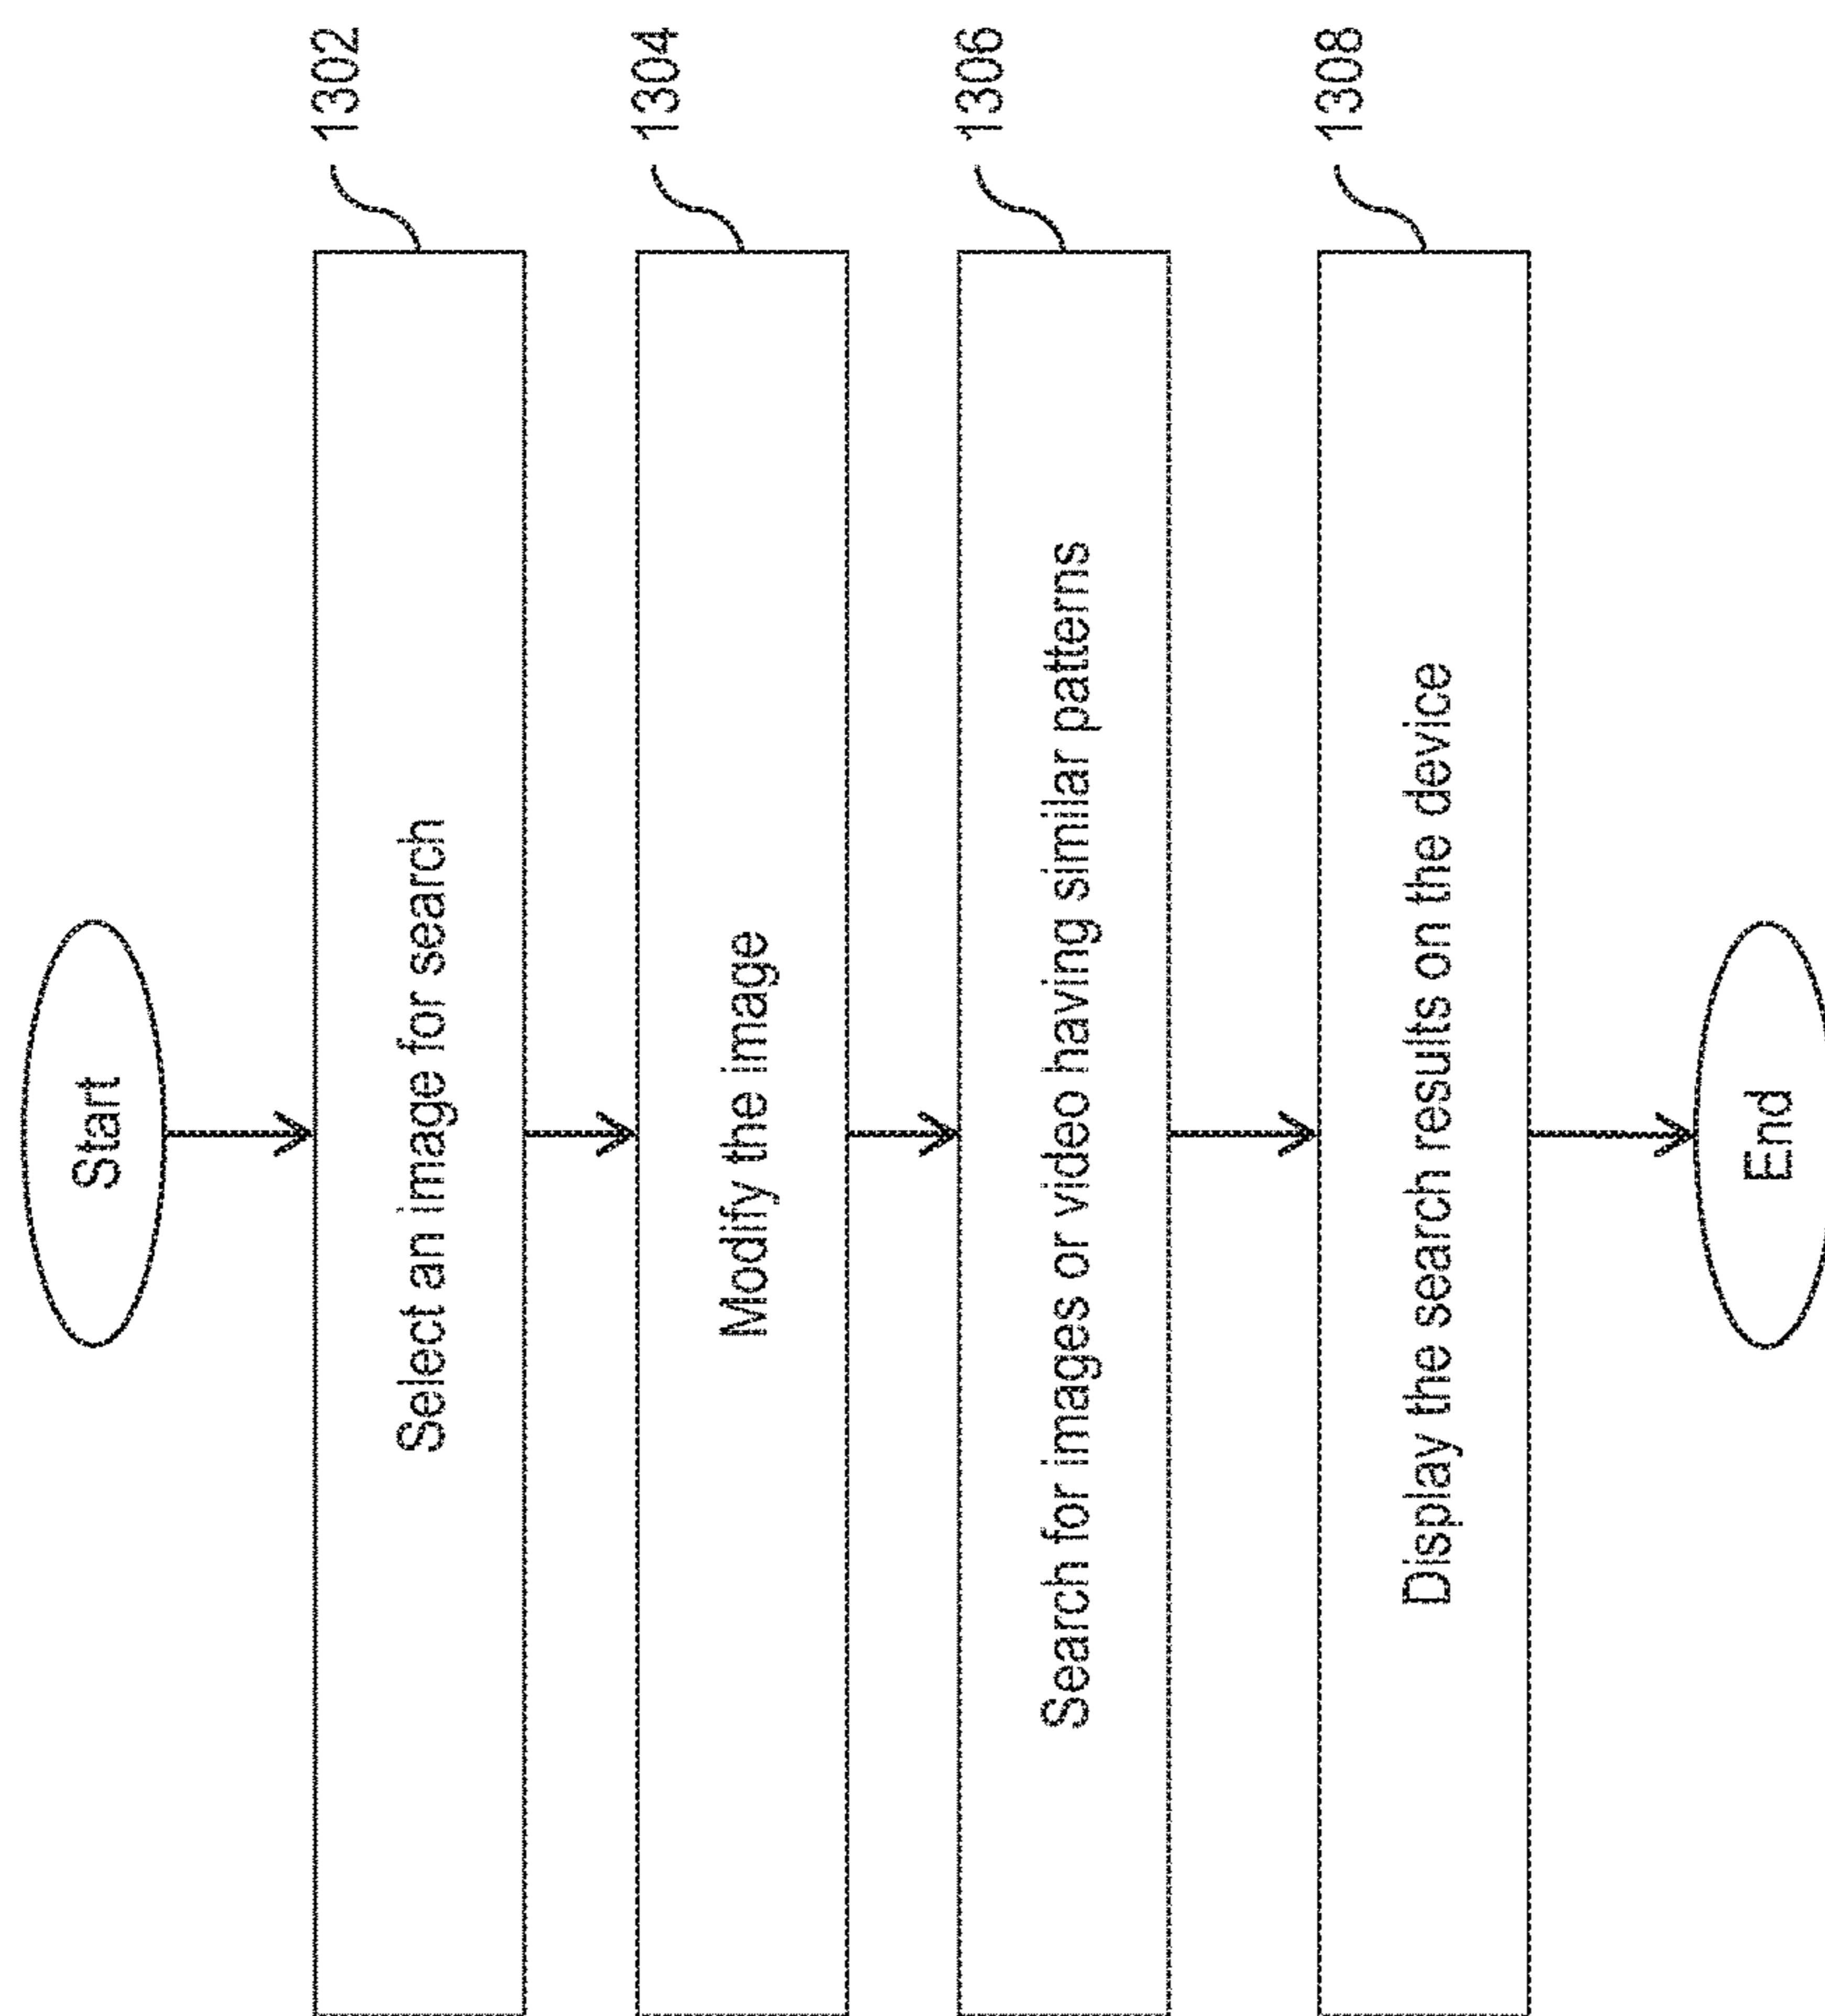 Start
Select an image for search
1302
Modify the image
1304
Search for images or video having similar patterns
1306
Display the search results on the device
1308
End